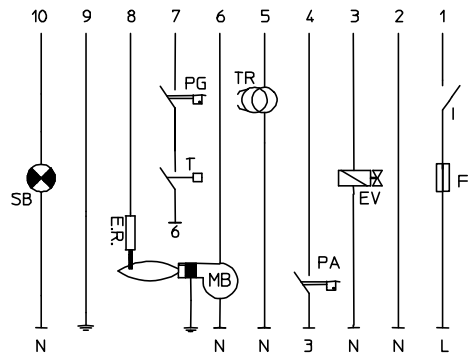 10 9 8 7 6 5 4 3 2 1
PG TR
T I
SB EV F
E.R.
6
MB PA
N N N 3 N N L